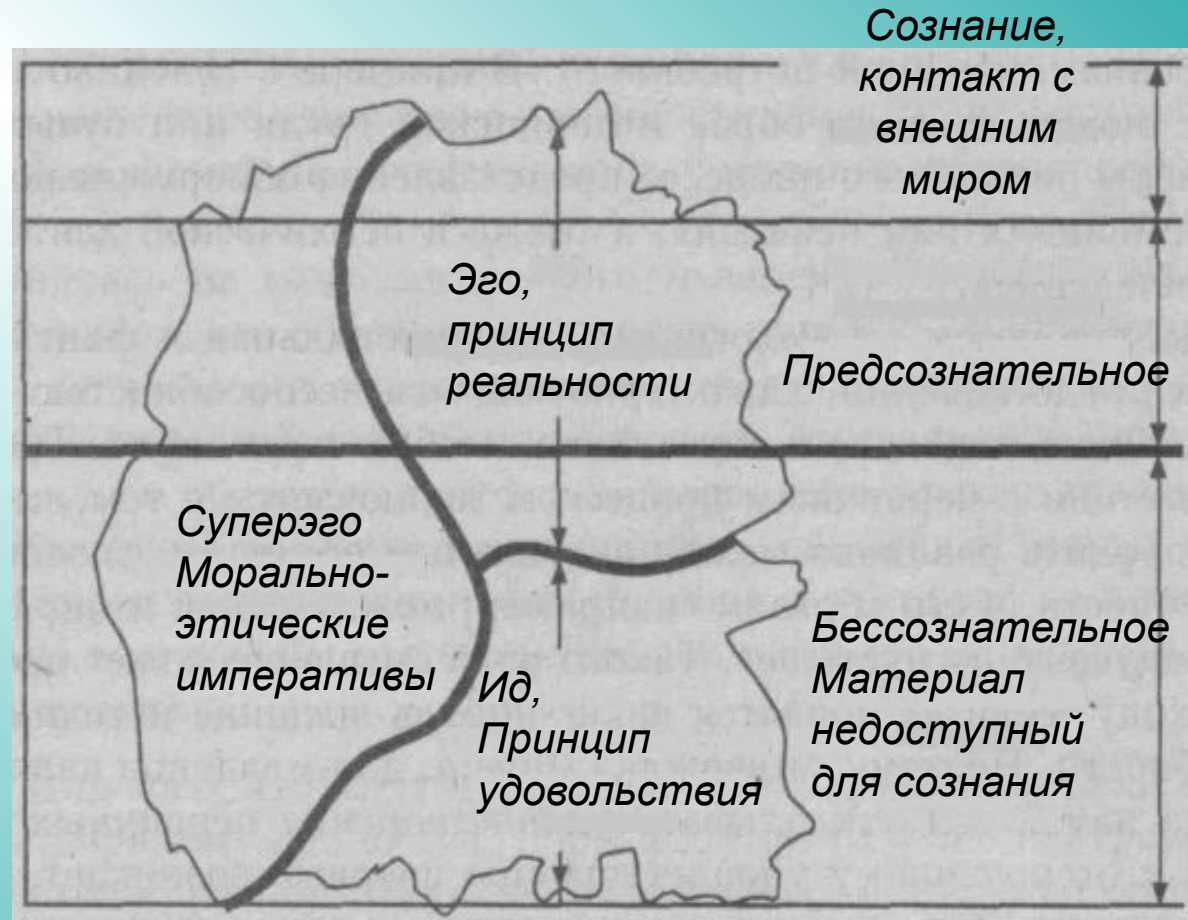 Сознание,
контакт с
внешним
миром
Эго,
принцип
реальности
Предсознательное
Суперэго
Морально-
этические
императивы
Ид,
Принцип
удовольствия
Бессознательное
Материал
недоступный
для сознания